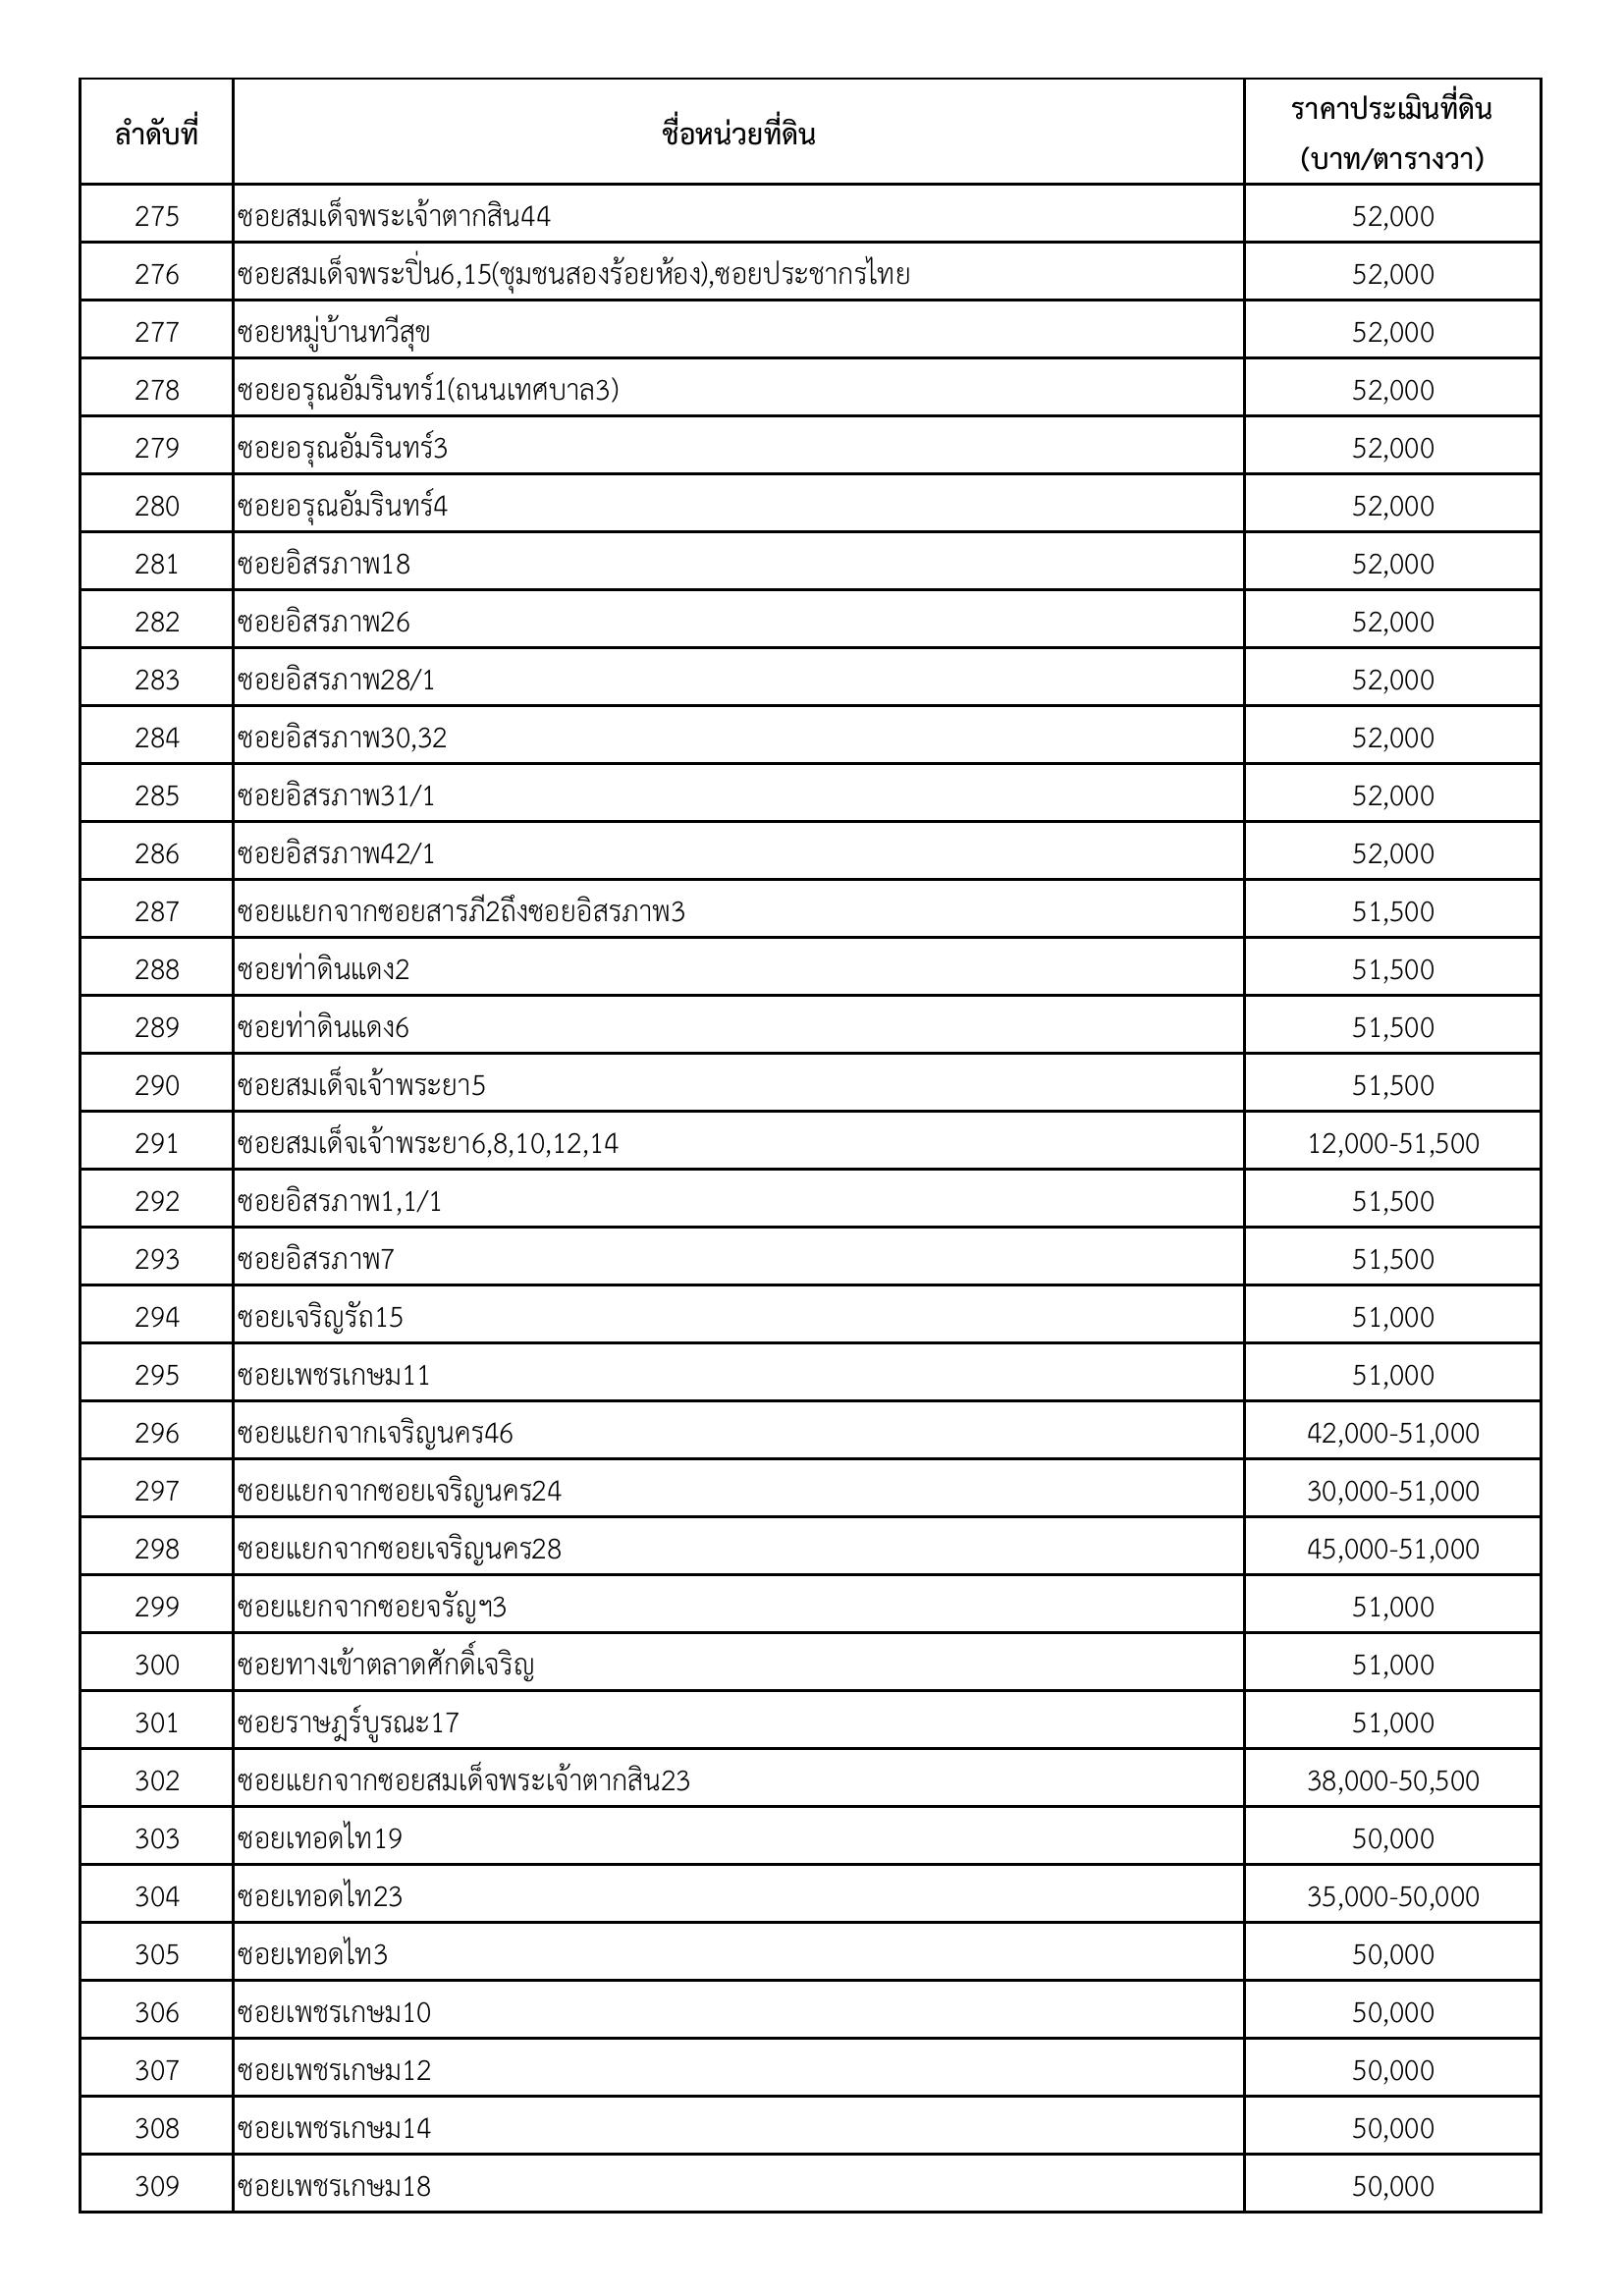 ลำดับที่ ชื่อหน่วยที่ดิน ราคาประเมินที่ดิน (บาท/ตารางวา)
275 ซอยสมเด็จพระเจ้าตากสิน44 52,000
276 ซอยสมเด็จพระปิ่น6,15(ชุมชนสองร้อยห้อง),ซอยประชากรไทย 52,000
277 ซอยหมู่บ้านทวีสุข 52,000
278 ซอยอรุณอัมรินทร์1(ถนนเทศบาล3) 52,000
279 ซอยอรุณอัมรินทร์3 52,000
280 ซอยอรุณอัมรินทร์4 52,000
281 ซอยอิสรภาพ18 52,000
282 ซอยอิสรภาพ26 52,000
283 ซอยอิสรภาพ28/1 52,000
284 ซอยอิสรภาพ30,32 52,000
285 ซอยอิสรภาพ31/1 52,000
286 ซอยอิสรภาพ42/1 52,000
287 ซอยแยกจากซอยสารภี2ถึงซอยอิสรภาพ3 51,500
288 ซอยท่าดินแดง2 51,500
289 ซอยท่าดินแดง6 51,500
290 ซอยสมเด็จเจ้าพระยา5 51,500
291 ซอยสมเด็จเจ้าพระยา6,8,10,12,14 12,000-51,500
292 ซอยอิสรภาพ1,1/1 51,500
293 ซอยอิสรภาพ7 51,500
294 ซอยเจริญรัถ15 51,000
295 ซอยเพชรเกษม11 51,000
296 ซอยแยกจากเจริญนคร46 42,000-51,000
297 ซอยแยกจากซอยเจริญนคร24 30,000-51,000
298 ซอยแยกจากซอยเจริญนคร28 45,000-51,000
299 ซอยแยกจากซอยจรัญฯ3 51,000
300 ซอยทางเข้าตลาดศักดิ์เจริญ 51,000
301 ซอยราษฎร์บูรณะ17 51,000
302 ซอยแยกจากซอยสมเด็จพระเจ้าตากสิน23 38,000-50,500
303 ซอยเทอดไท19 50,000
304 ซอยเทอดไท23 35,000-50,000
305 ซอยเทอดไท3 50,000
306 ซอยเพชรเกษม10 50,000
307 ซอยเพชรเกษม12 50,000
308 ซอยเพชรเกษม14 50,000
309 ซอยเพชรเกษม18 50,000